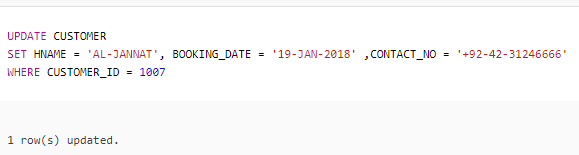 UPDATE CUSTOMER
SET HNAME = 'AL-JANNAT', BOOKING_DATE = '19-JAN-2018' ,CONTACT_NO = '+92-42-31246666'
WHERE CUSTOMER_ID = 1007
1 row(s) updated.